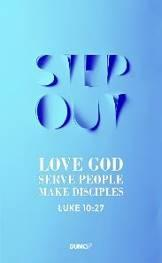 STEP
OUT
LOVE GOD
SERVE PEOPLE
MAKE DISCIPLES
LUKE 10:27